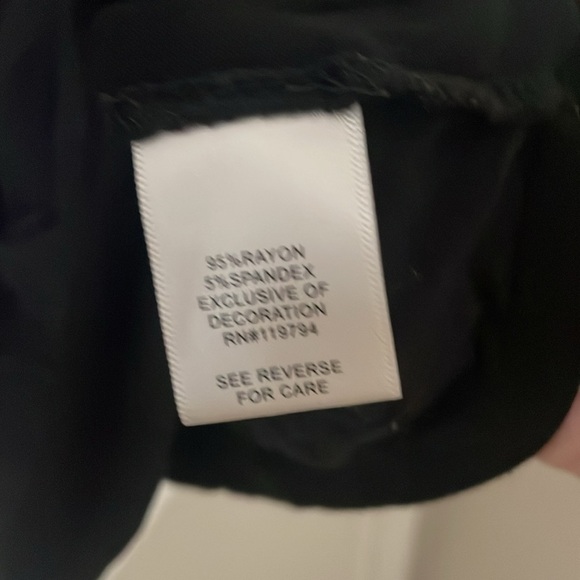 95%RAYON
5%SPANDEX
EXCLUSIVE OF
DECORATION
RN#119794
SEE REVERSE
FOR CARE